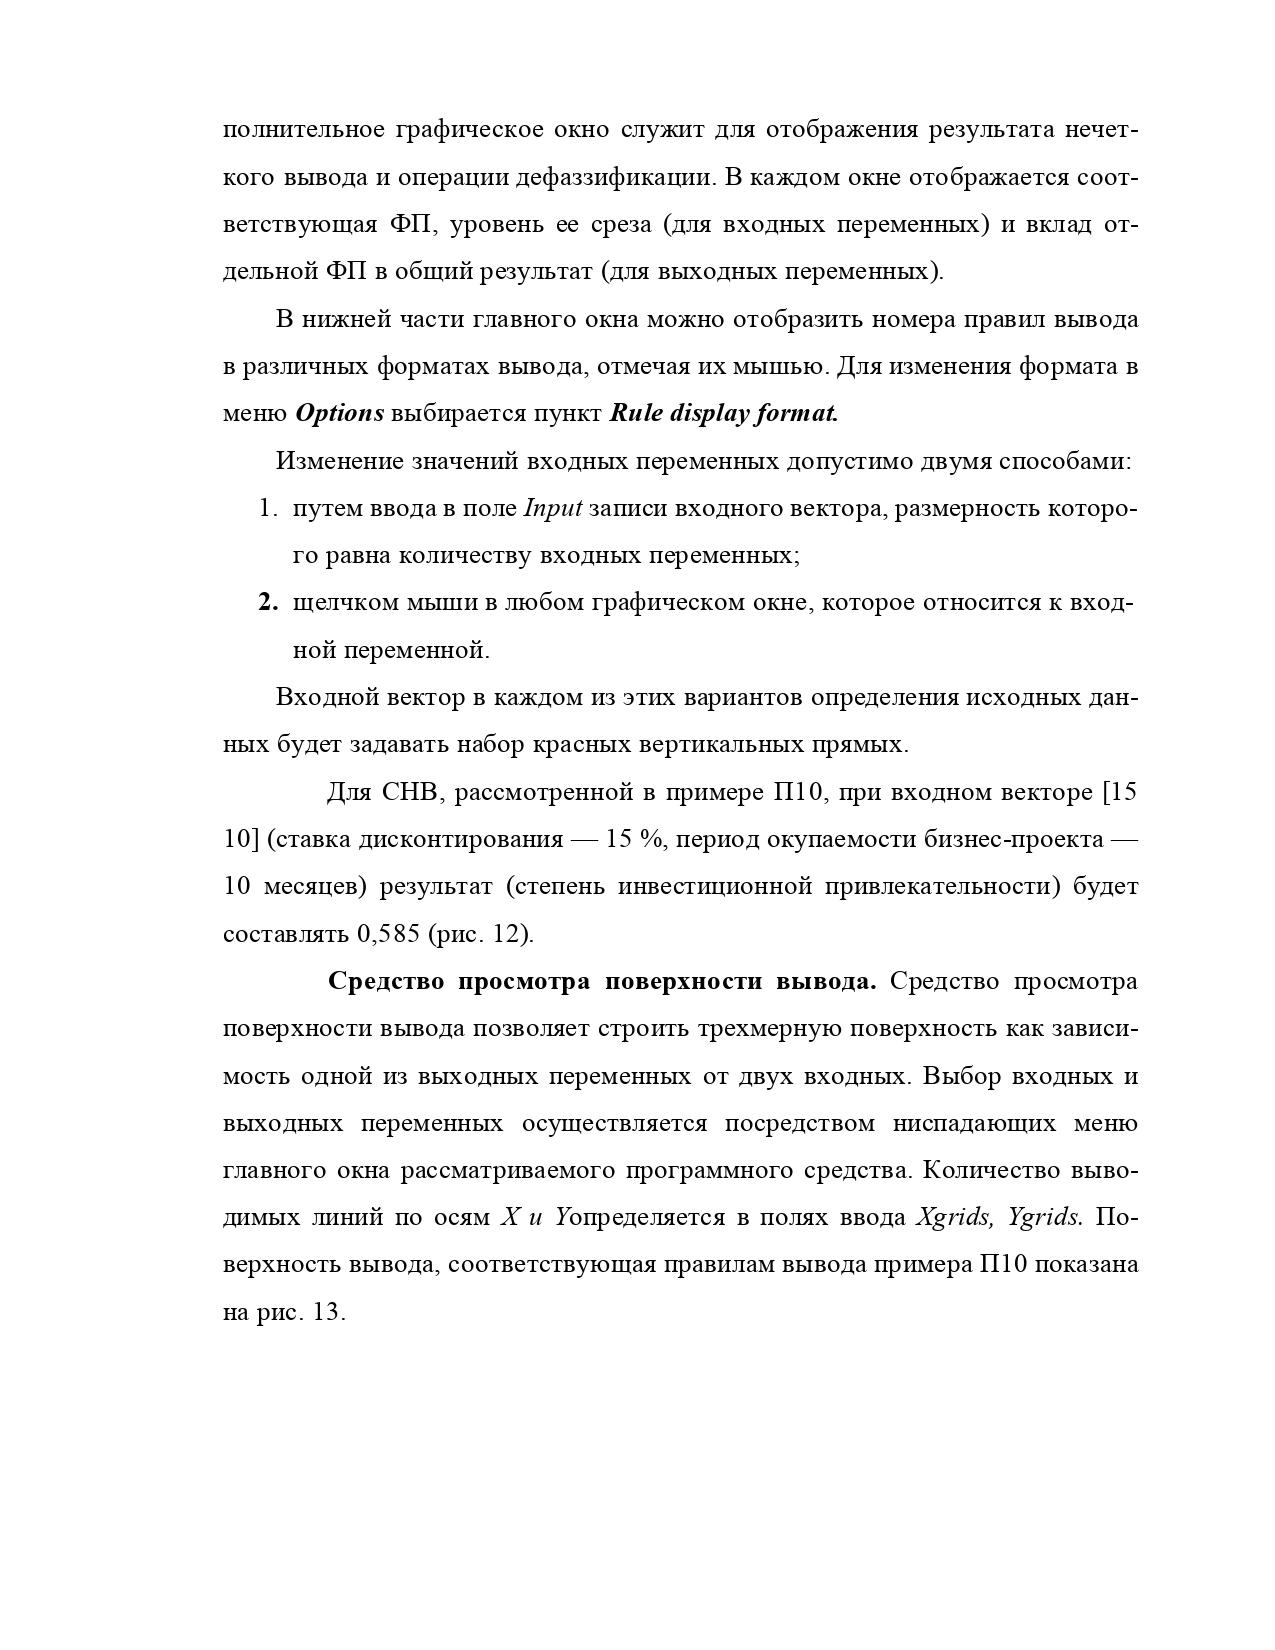 полнительное графическое окно служит для отображения результата нечет-
кого вывода и операции дефаззификации. В каждом окне отображается соот-
ветствующая ФП, уровень ее среза (для входных переменных) и вклад от-
дельной ФП в общий результат (для выходных переменных).
В нижней части главного окна можно отобразить номера правил вывода
в различных форматах вывода, отмечая их мышью. Для изменения формата в
меню Options выбирается пункт Rule display format.
Изменение значений входных переменных допустимо двумя способами:
1. путем ввода в поле Input записи входного вектора, размерность которо-
го равна количеству входных переменных;
2. щелчком мыши в любом графическом окне, которое относится к вход-
ной переменной.
Входной вектор в каждом из этих вариантов определения исходных дан-
ных будет задавать набор красных вертикальных прямых.
Для СНВ, рассмотренной в примере П10, при входном векторе [15
10] (ставка дисконтирования — 15 %, период окупаемости бизнес-проекта —
10 месяцев) результат (степень инвестиционной привлекательности) будет
составлять 0,585 (рис. 12).
Средство просмотра поверхности вывода. Средство просмотра
поверхности вывода позволяет строить трехмерную поверхность как зависи-
мость одной из выходных переменных от двух входных. Выбор входных и
выходных переменных осуществляется посредством ниспадающих меню
главного окна рассматриваемого программного средства. Количество выво-
димых линий по осям X и Yопределяется в полях ввода Xgrids, Ygrids. По-
верхность вывода, соответствующая правилам вывода примера П10 показана
на рис. 13.